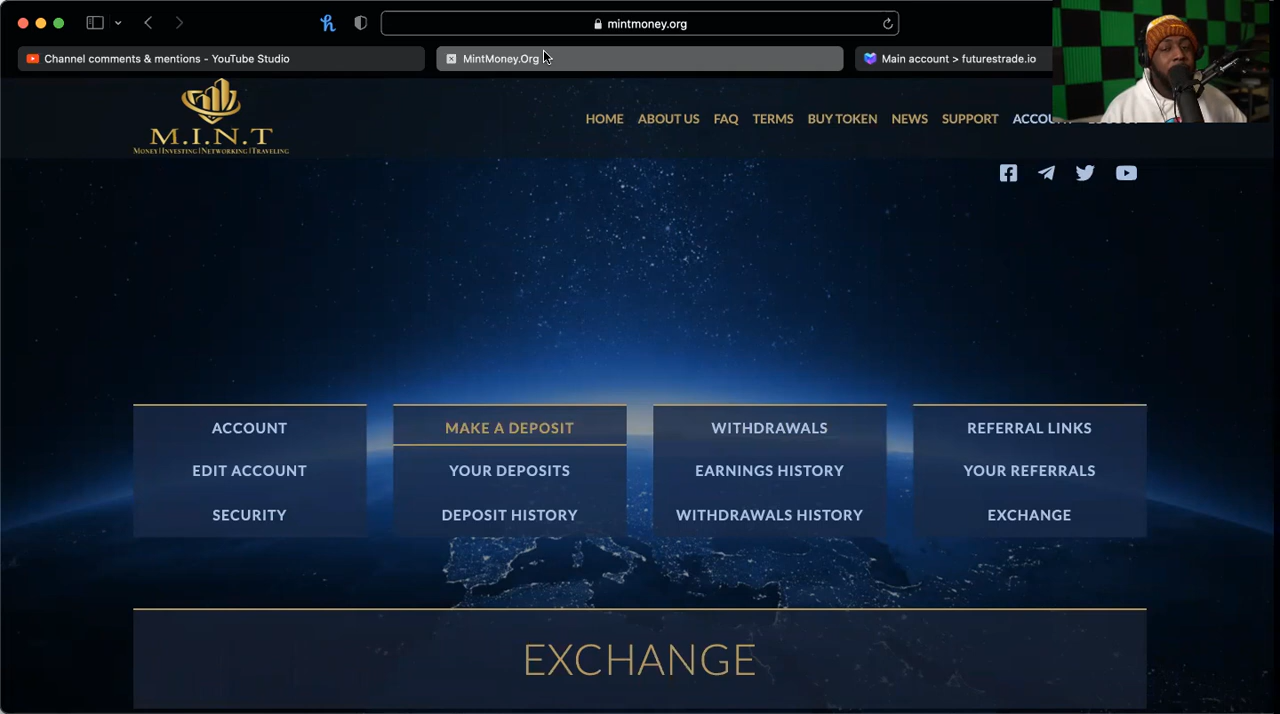 mintmoney.org
Channel comments & mentions - YouTube Studio
MintMoney.Org
Main account > futurestrade.io
M.I.N.T
MONEY|INVESTING|NETWORKING|TRAVELING
HOME ABOUT US FAQ TERMS BUY TOKEN NEWS SUPPORT
ACCOUNT MAKE A DEPOSIT WITHDRAWALS REFERRAL LINKS
EDIT ACCOUNT YOUR DEPOSITS EARNINGS HISTORY YOUR REFERRALS
SECURITY DEPOSIT HISTORY WITHDRAWALS HISTORY EXCHANGE
EXCHANGE